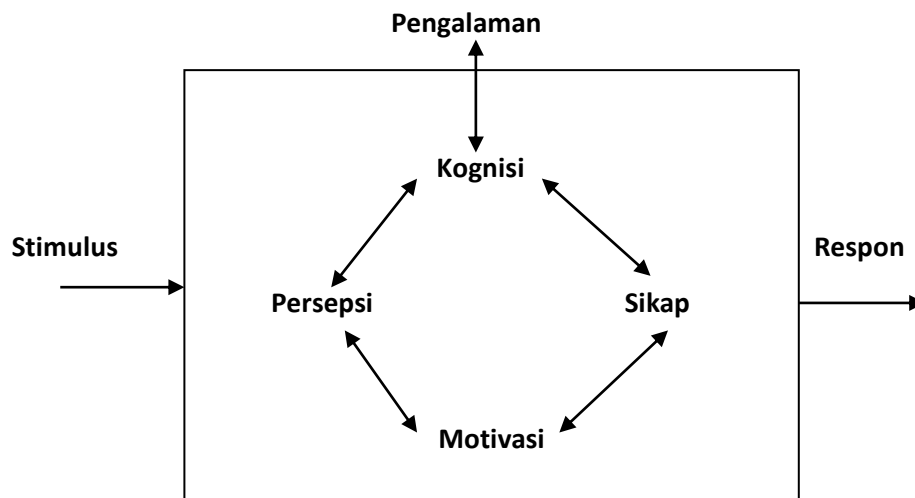 Pengalaman
Kognisi
Stimulus
Respon
Persepsi
Sikap
Motivasi